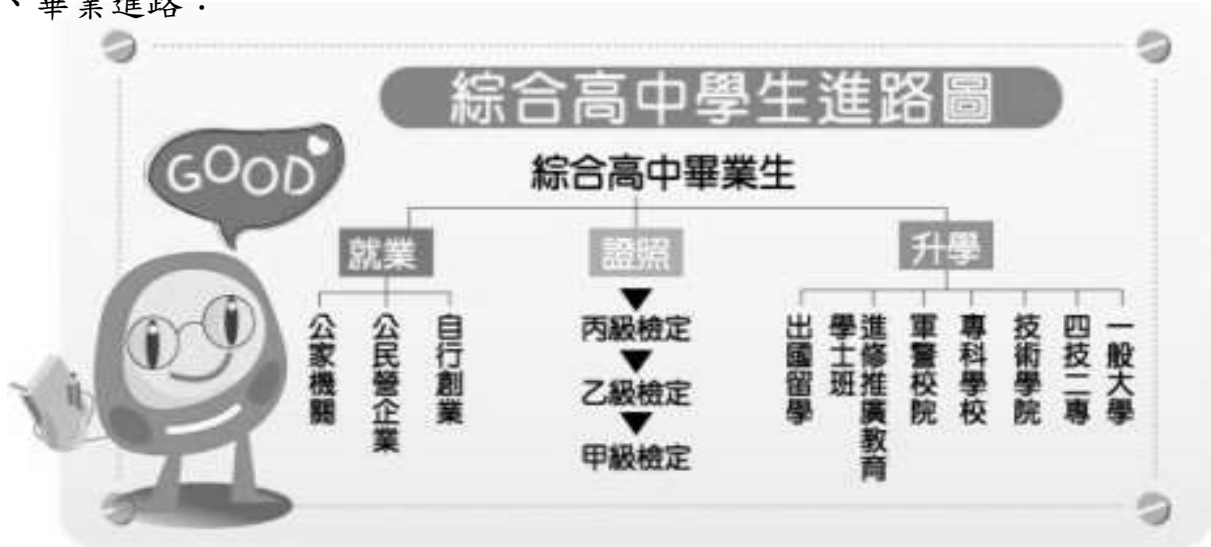 、畢業進路：
綜合高中學生進路圖
GOOD
綜合高中畢業生
就業
證照
升學
公家機關
公民營企業
自行創業
丙級檢定
乙級檢定
甲級檢定
一般大學
四技二專
技術學院
專科學校
軍警校院
進修推廣教育
學士班
出國留學